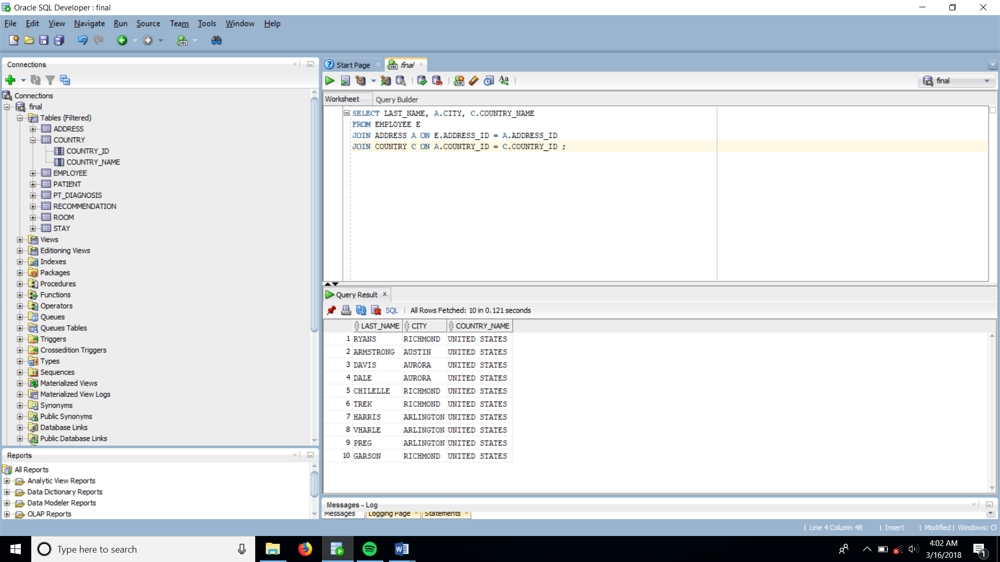 Oracle SQL Developer : final
File Edit View Navigate Run Source Team Tools Window Help
Connections
Connections
final
Tables (Filtered)
ADDRESS
COUNTRY
COUNTRY_ID
COUNTRY_NAME
EMPLOYEE
PATIENT
PT_DIAGNOSIS
RECOMMENDATION
ROOM
STAY
Views
Editioning Views
Indexes
Packages
Procedures
Functions
Operators
Queues
Queues Tables
Triggers
Crossedition Triggers
Types
Sequences
Materialized Views
Materialized View Logs
Synonyms
Public Synonyms
Database Links
Public Database Links
Reports
All Reports
Analytic View Reports
Data Dictionary Reports
Data Modeler Reports
OLAP Reports
Start Page final
final
Worksheet Query Builder
SELECT LAST_NAME, A.CITY, C.COUNTRY_NAME
FROM EMPLOYEE E
JOIN ADDRESS A ON E.ADDRESS_ID = A.ADDRESS_ID
JOIN COUNTRY C ON A.COUNTRY_ID = C.COUNTRY_ID ;
Query Result
SQL | All Rows Fetched: 10 in 0.121 seconds
LAST_NAME CITY COUNTRY_NAME
1 RYANS RICHMOND UNITED STATES
2 ARMSTRONG AUSTIN UNITED STATES
3 DAVIS AURORA UNITED STATES
4 DALE AURORA UNITED STATES
5 CHILELLE RICHMOND UNITED STATES
6 TREK RICHMOND UNITED STATES
7 HARRIS ARLINGTON UNITED STATES
8 VHARLE ARLINGTON UNITED STATES
9 PREG ARLINGTON UNITED STATES
10 GARSON RICHMOND UNITED STATES
Messages - Log
Messages Logging Page Statements
| Line 4 Column 48 | Insert | Modified | Windows: CF
Type here to search
4:02 AM
3/16/2018
1